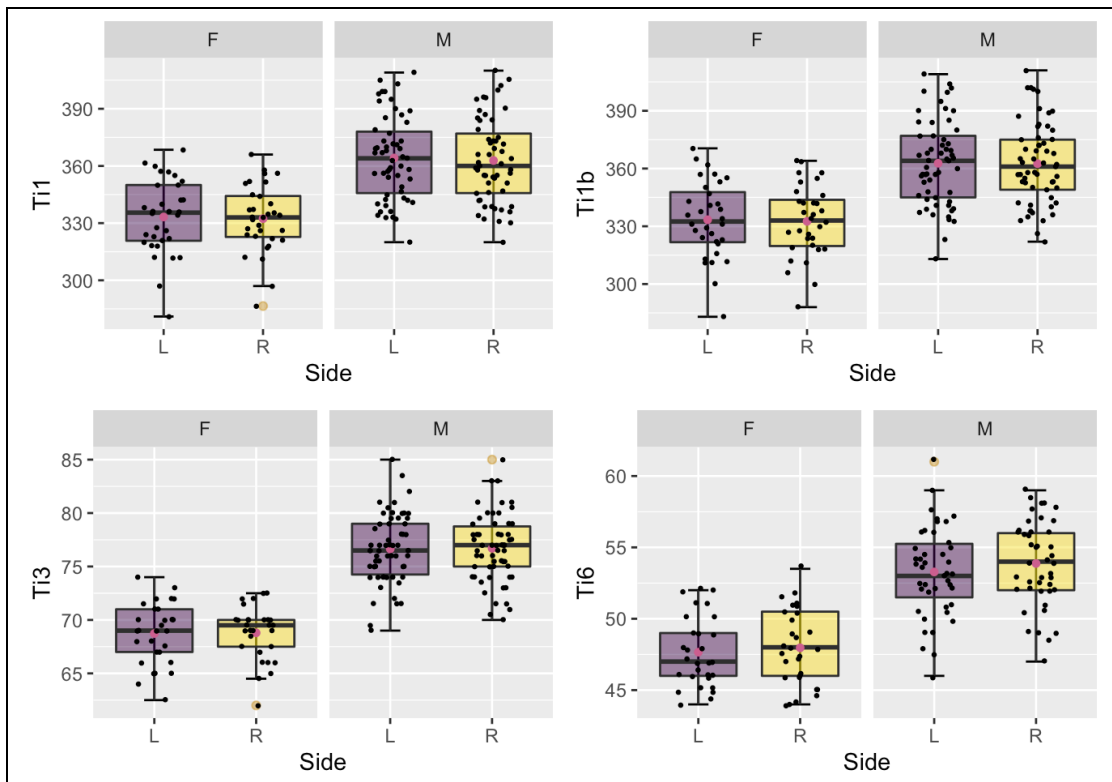 F M
Ti1
390
360
330
300
L R L R
Side
F M
Ti1b
390
360
330
300
L R L R
Side
F M
Ti3
85
80
75
70
65
L R L R
Side
F M
Ti6
60
55
50
45
L R L R
Side